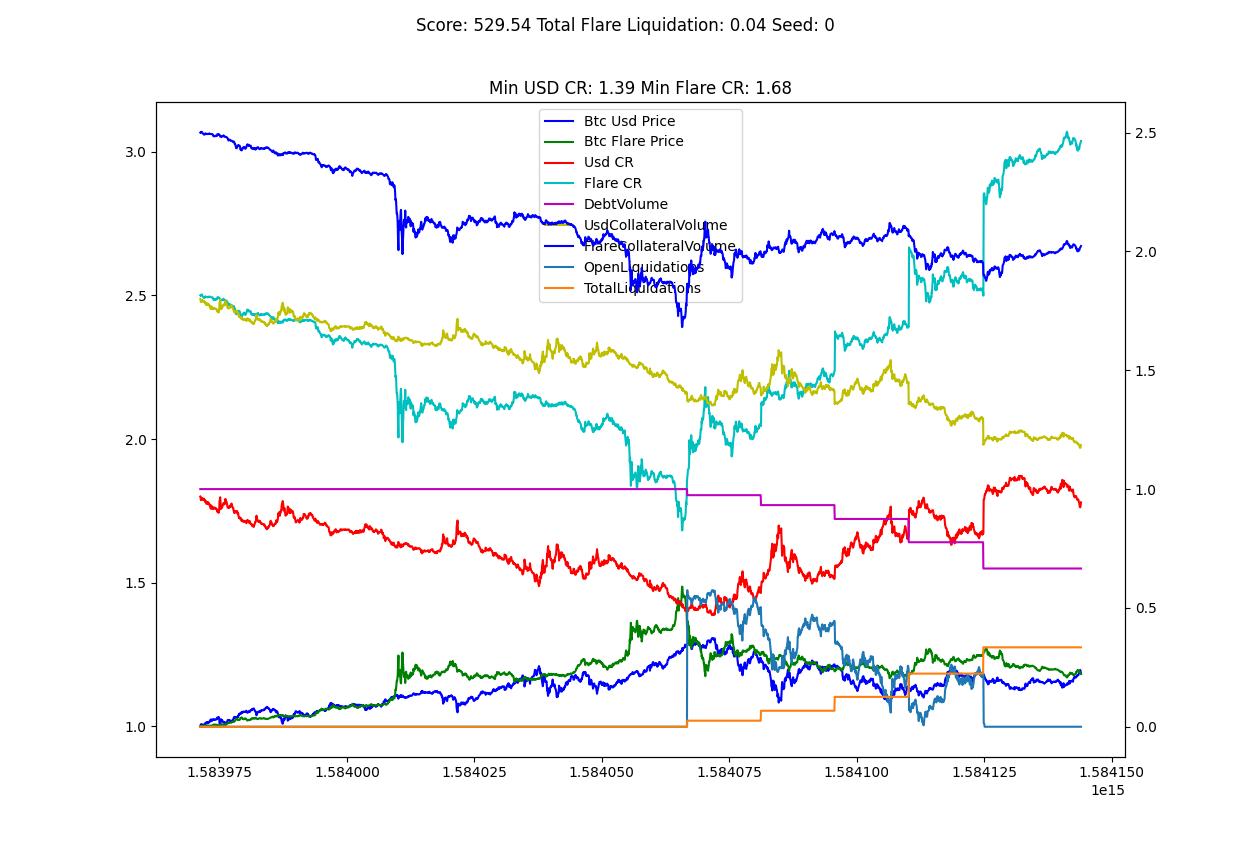 Score: 529.54 Total Flare Liquidation: 0.04 Seed: 0
Min USD CR: 1.39 Min Flare CR: 1.68
Btc Usd Price
Btc Flare Price
Usd CR
Flare CR
DebtVolume
UsdCollateralVolume
FlareCollateralVolume
OpenLiquidations
TotalLiquidations
3.0
2.5
2.0
1.5
1.0
2.5
2.0
1.5
1.0
0.5
0.0
1.583975
1.584000
1.584025
1.584050
1.584075
1.584100
1.584125
1.584150
1e15